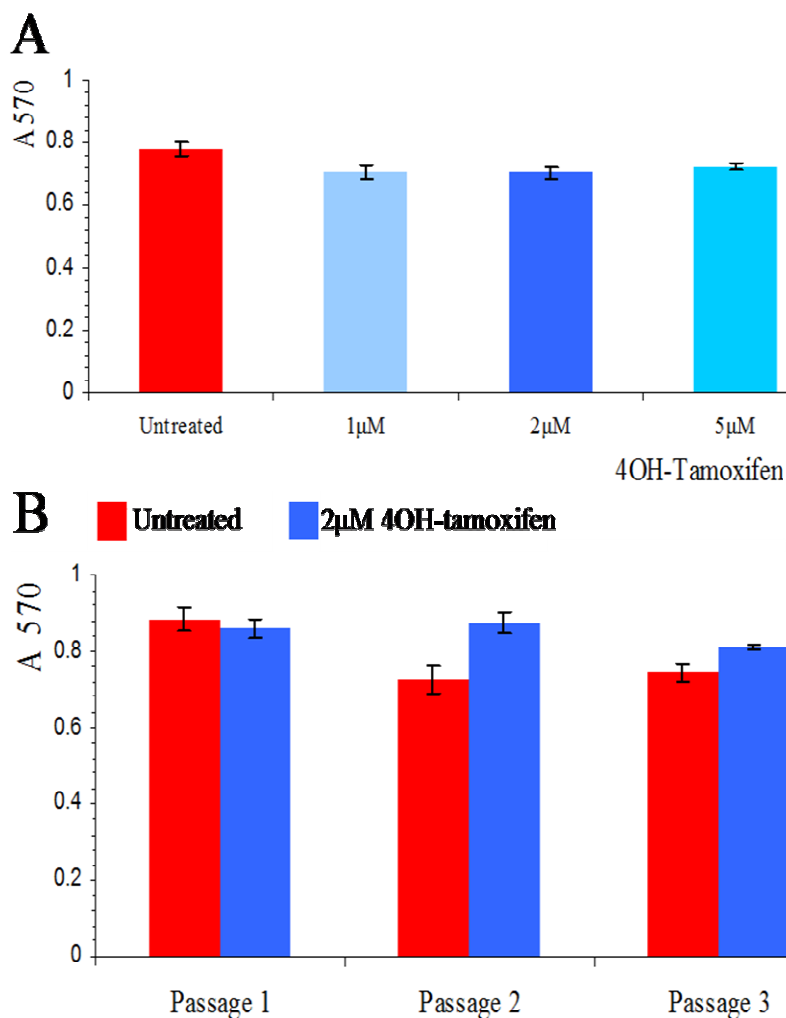 A
A 570
1
0.8
0.6
0.4
0.2
0
Untreated 1μM 2μM 5μM
4OH-Tamoxifen
B
Untreated 2μM 4OH-tamoxifen
A 570
1
0.8
0.6
0.4
0.2
0
Passage 1 Passage 2 Passage 3